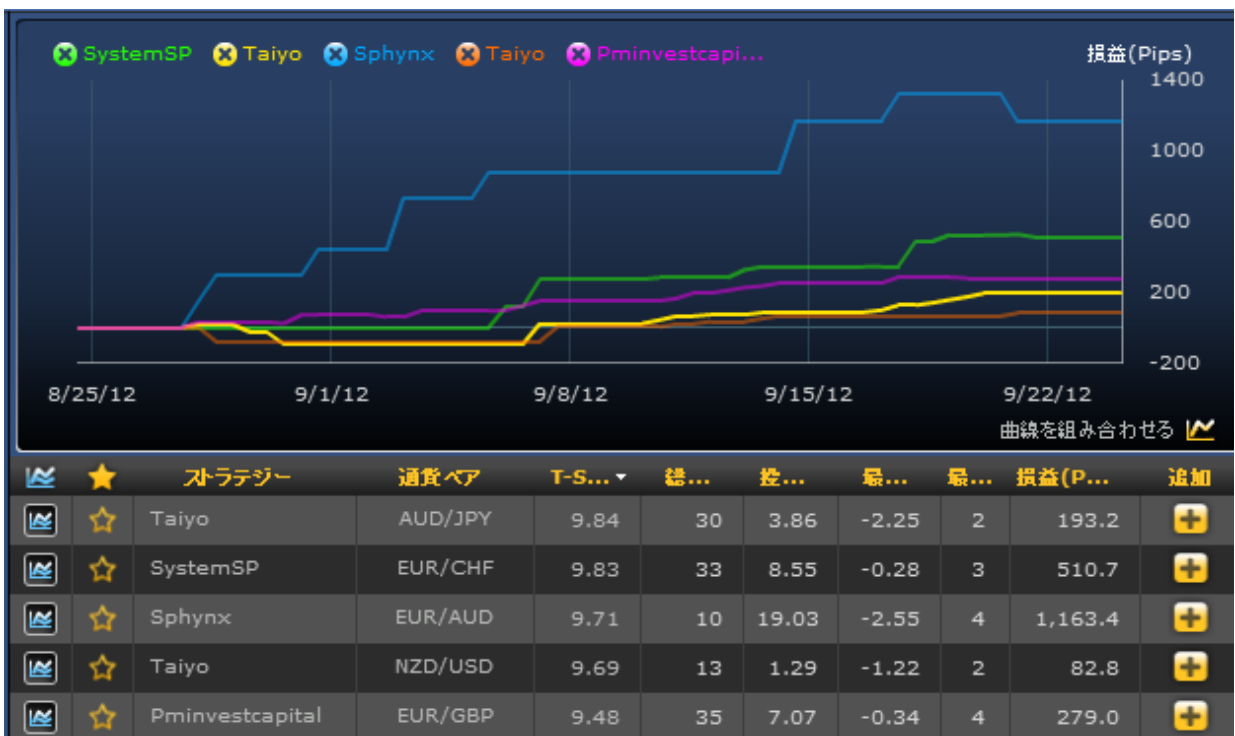 SystemSP Taiyo Sphynx Taiyo Pminvestcapi... 損益(Pips)
1400
1000
600
200
-200
8/25/12 9/1/12 9/8/12 9/15/12 9/22/12
曲線を組み合わせる
ストラテジー 通貨ペア T-S... 総... 投... 最... 最... 損益(P... 追加
Taiyo AUD/JPY 9.84 30 3.86 -2.25 2 193.2
SystemSP EUR/CHF 9.83 33 8.55 -0.28 3 510.7
Sphynx EUR/AUD 9.71 10 19.03 -2.55 4 1,163.4
Taiyo NZD/USD 9.69 13 1.29 -1.22 2 82.8
Pminvestcapital EUR/GBP 9.48 35 7.07 -0.34 4 279.0